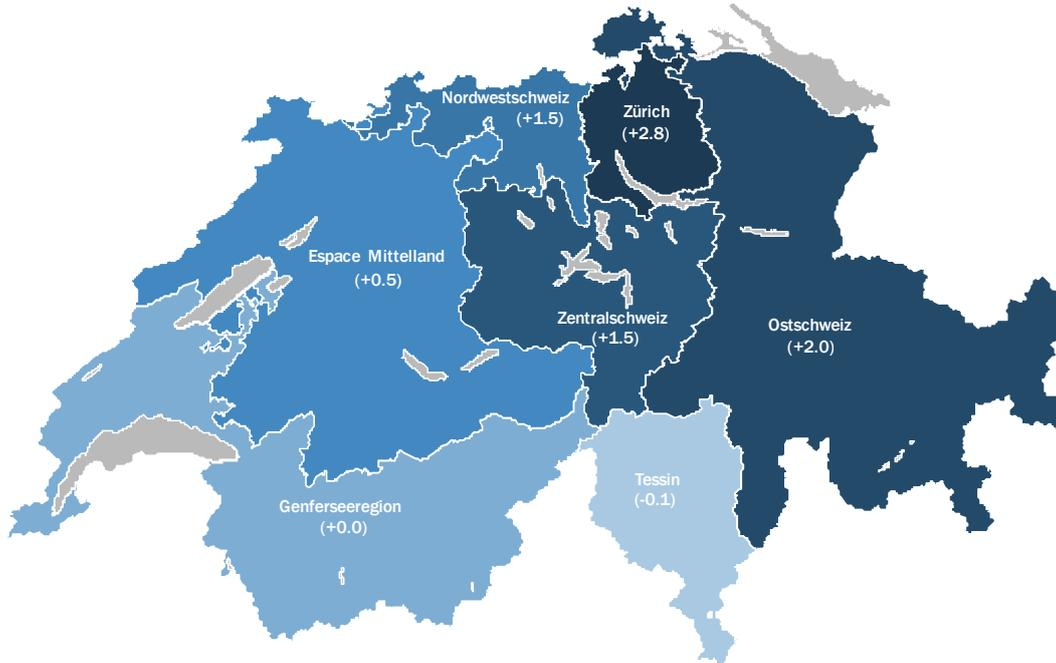 Nordwestschweiz
(+1.5)
Zürich
(+2.8)
Espace Mittelland
(+0.5)
Zentralschweiz
(+1.5)
Ostschweiz
(+2.0)
Tessin
(-0.1)
Genferseeregion
(+0.0)